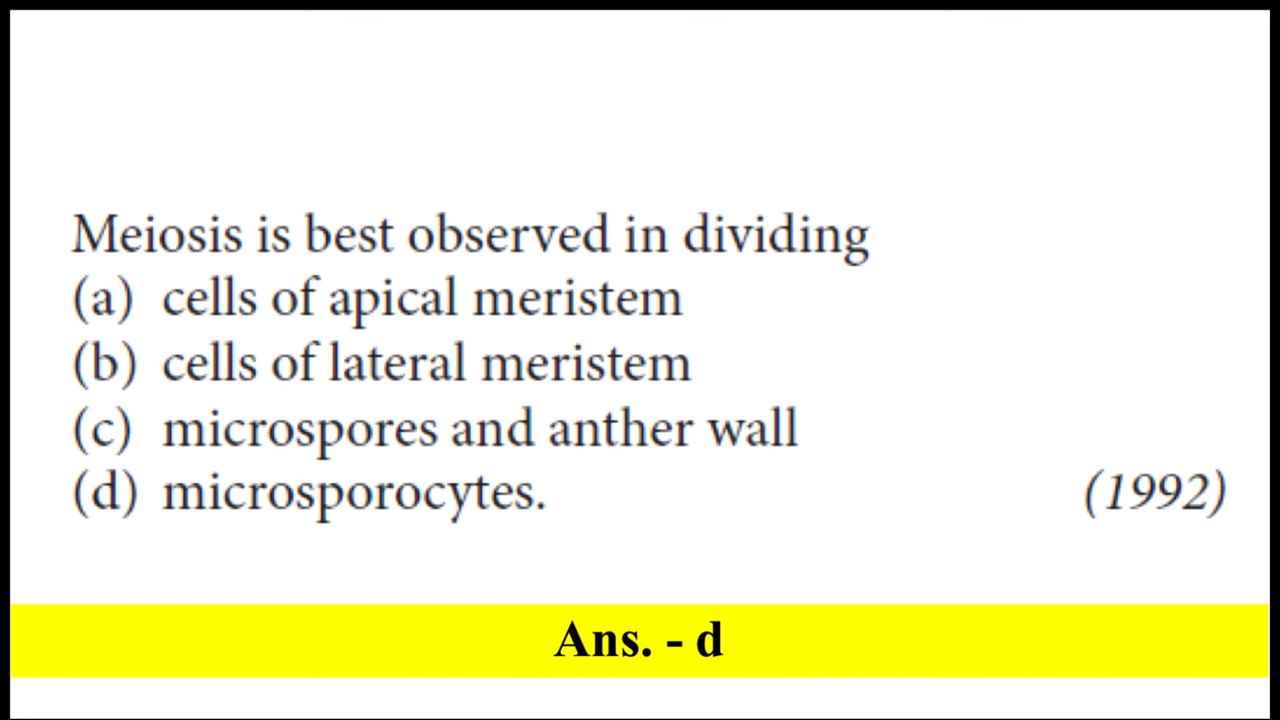 Meiosis is best observed in dividing
(a) cells of apical meristem
(b) cells of lateral meristem
(c) microspores and anther wall
(d) microsporocytes. (1992)
Ans. - d